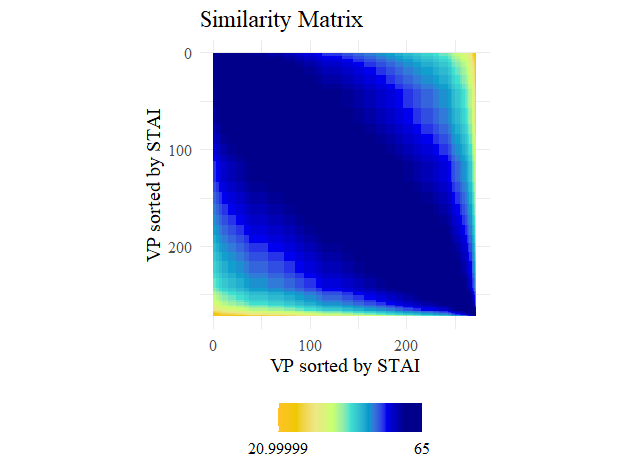 Similarity Matrix
0
100
200
VP sorted by STAI
0 100 200
VP sorted by STAI
20.99999 65